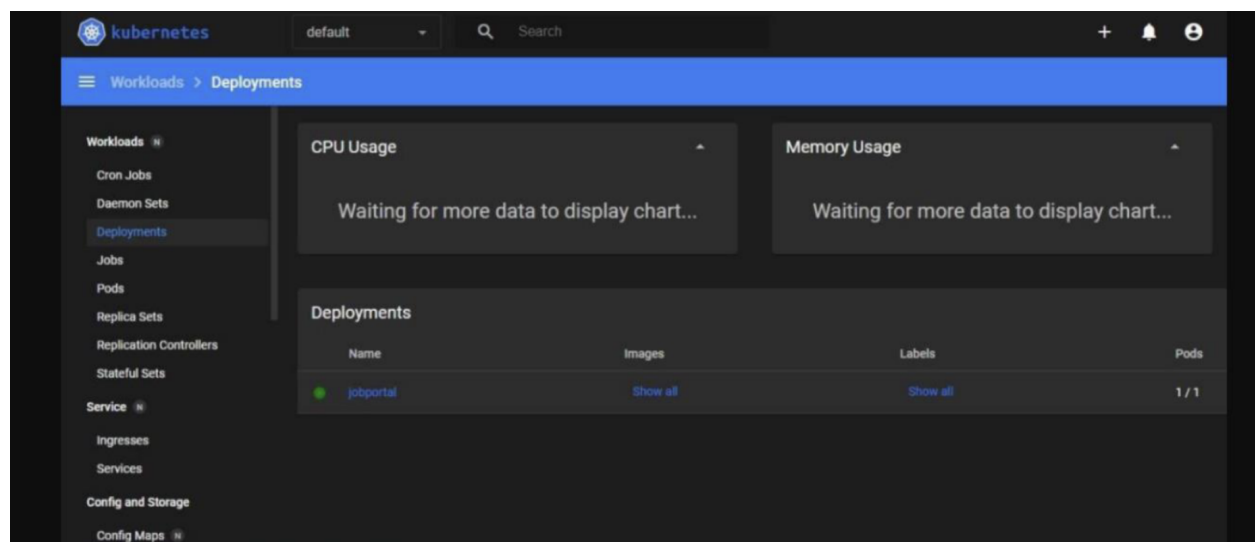 kubernetes
default
Search
Workloads > Deployments
Workloads N
Cron Jobs
Daemon Sets
Deployments
Jobs
Pods
Replica Sets
Replication Controllers
Stateful Sets
Service N
Ingresses
Services
Config and Storage
Config Maps N
CPU Usage
Waiting for more data to display chart...
Memory Usage
Waiting for more data to display chart...
Deployments
Name Images Labels Pods
jobportal Show all Show all 1 / 1